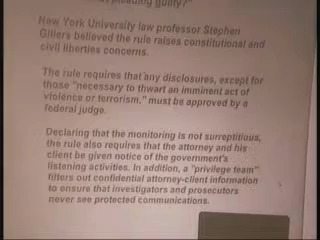 pleading guilty?"
New York University law professor Stephen
Gillers believed the rule raises constitutional and
civil liberties concerns.
The rule requires that any disclosures, except for
those "necessary to thwart an imminent act of
violence or terrorism," must be approved by a
federal judge.
Declaring that the monitoring is not surreptitious,
the rule also requires that the attorney and his
client be given notice of the government's
listening activities. In addition, a "privilege team"
filters out confidential attorney-client information
to ensure that investigators and prosecutors
never see protected communications.